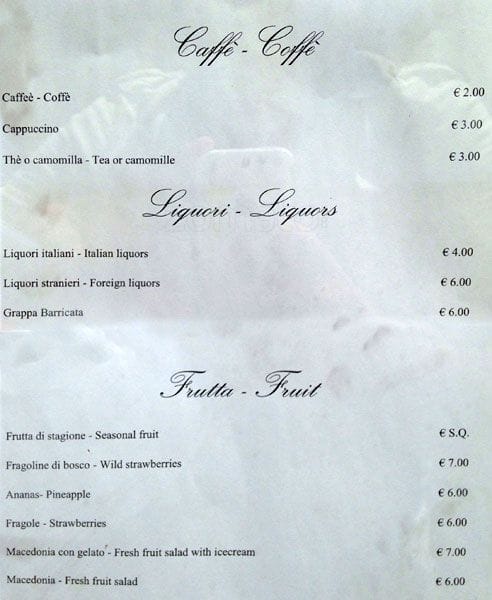 Caffê - Coffê
Caffeè - Coffè € 2.00
Cappuccino € 3.00
Thè o camomilla - Tea or camomille € 3.00
Liquori - Liquors
Liquori italiani - Italian liquors € 4.00
Liquori stranieri - Foreign liquors € 6.00
Grappa Barricata € 6.00
Frutta - Fruit
Frutta di stagione - Seasonal fruit € S.Q.
Fragoline di bosco - Wild strawberries € 7.00
Ananas- Pineapple € 6.00
Fragole - Strawberries € 6.00
Macedonia con gelato - Fresh fruit salad with icecream € 7.00
Macedonia - Fresh fruit salad € 6.00